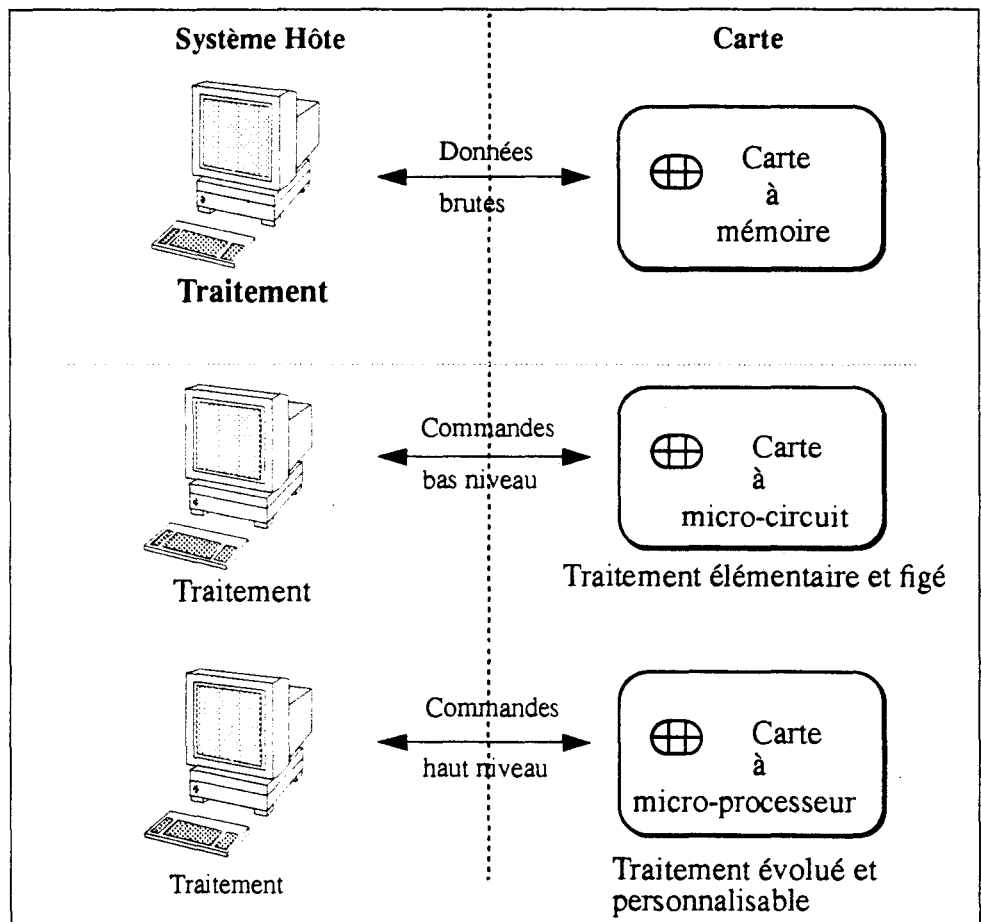 Système Hôte
Carte
Données
brutes
Carte
à
mémoire
Traitement
Commandes
bas niveau
Carte
à
micro-circuit
Traitement
Traitement élémentaire et figé
Commandes
haut niveau
Carte
à
micro-processeur
Traitement
Traitement évolué et
personnalisable